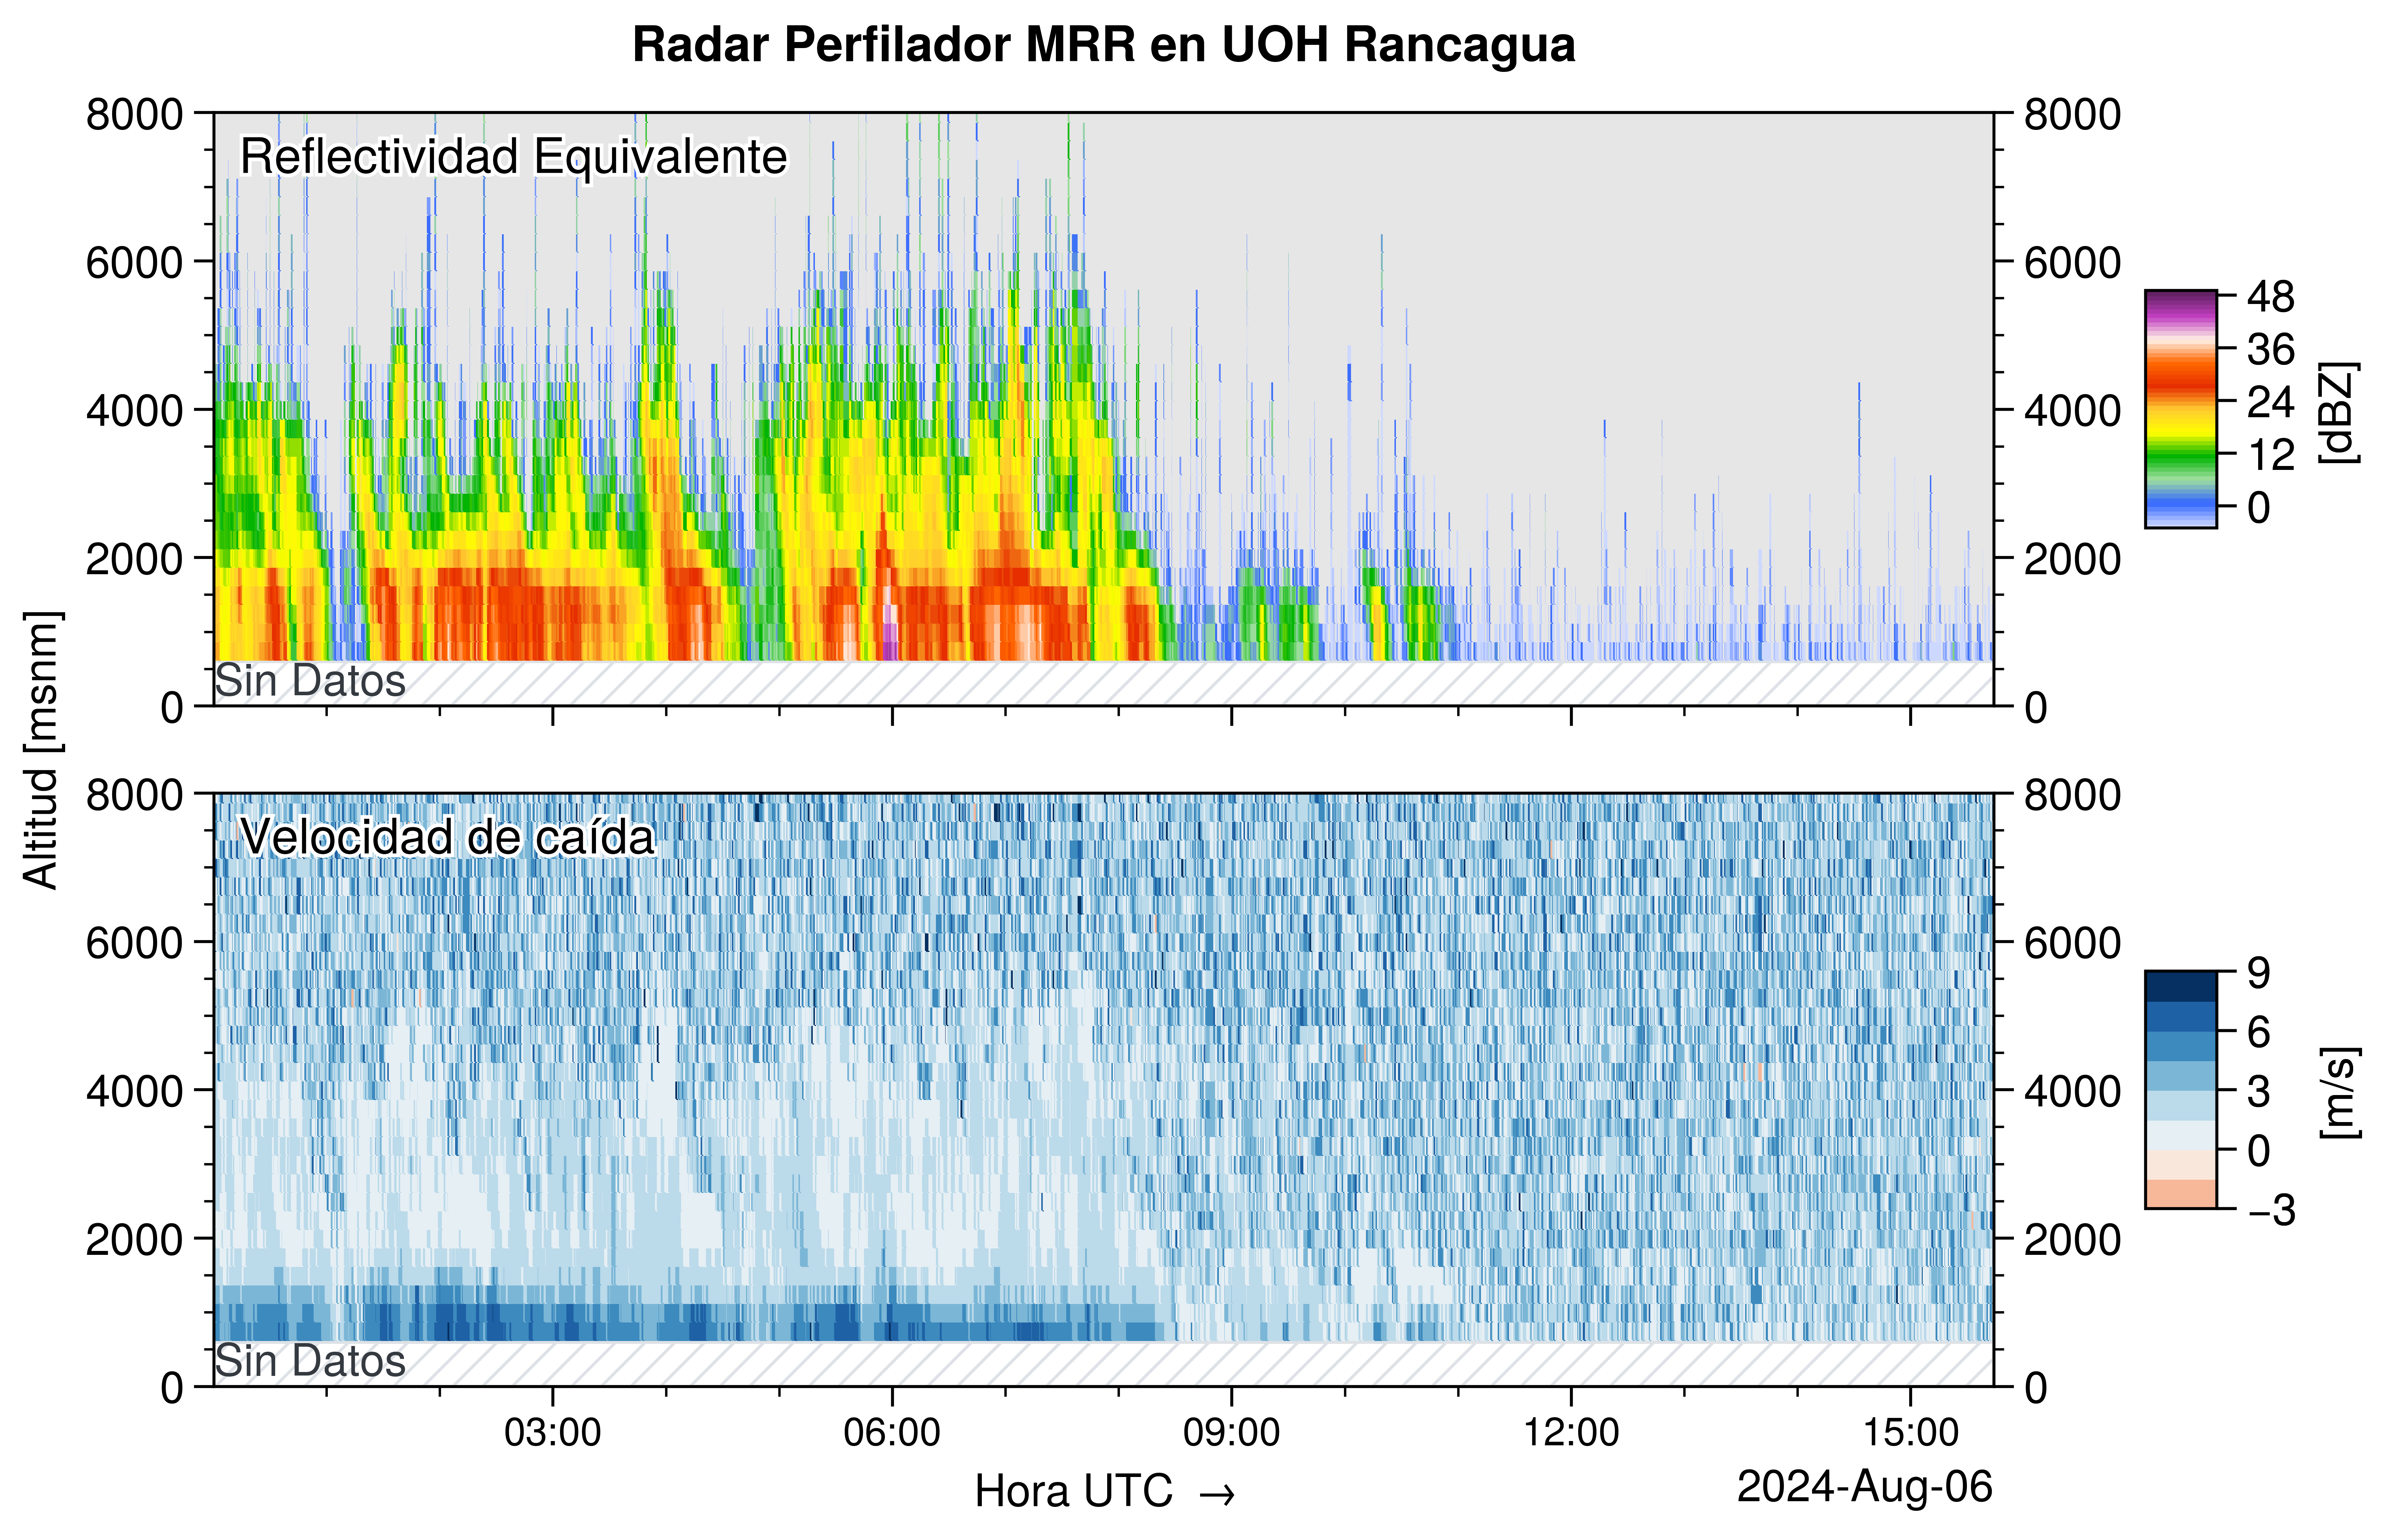 Radar Perfilador MRR en UOH Rancagua
Reflectividad Equivalente
8000
6000
4000
2000
0
Sin Datos
8000
6000
4000
2000
0
48
36
24
12
0
[dBZ]
Altitud [msnm]
Velocidad de caída
8000
6000
4000
2000
0
Sin Datos
8000
6000
4000
2000
0
9
6
3
0
−3
[m/s]
03:00 06:00 09:00 12:00 15:00
Hora UTC →
2024-Aug-06